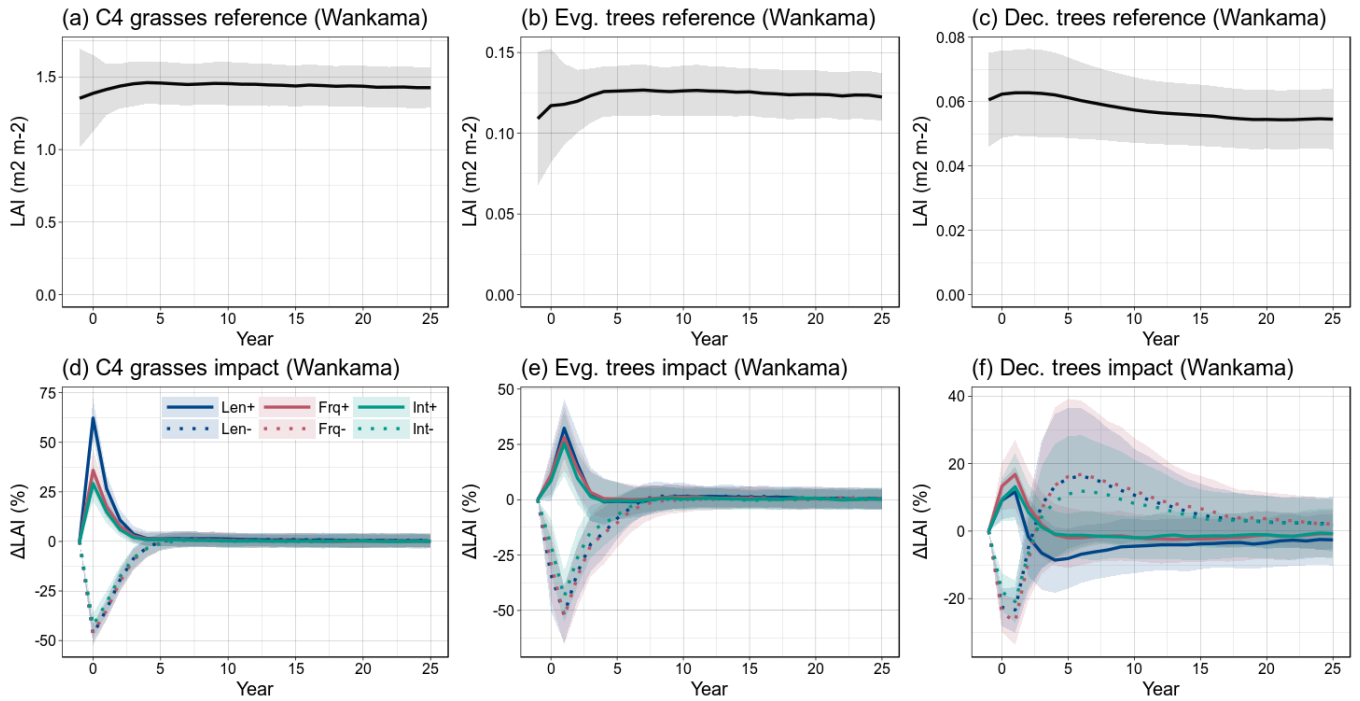 (a) C4 grasses reference (Wankama)
LAI (m2 m-2)
1.5
1.0
0.5
0.0
0 5 10 15 20 25
Year
(b) Evg. trees reference (Wankama)
LAI (m2 m-2)
0.15
0.10
0.05
0.00
0 5 10 15 20 25
Year
(c) Dec. trees reference (Wankama)
LAI (m2 m-2)
0.08
0.06
0.04
0.02
0.00
0 5 10 15 20 25
Year
(d) C4 grasses impact (Wankama)
ΔLAI (%)
75
50
25
0
-25
-50
Len+ Frq+ Int+
Len- Frq- Int-
0 5 10 15 20 25
Year
(e) Evg. trees impact (Wankama)
ΔLAI (%)
50
25
0
-25
-50
0 5 10 15 20 25
Year
(f) Dec. trees impact (Wankama)
ΔLAI (%)
40
20
0
-20
0 5 10 15 20 25
Year